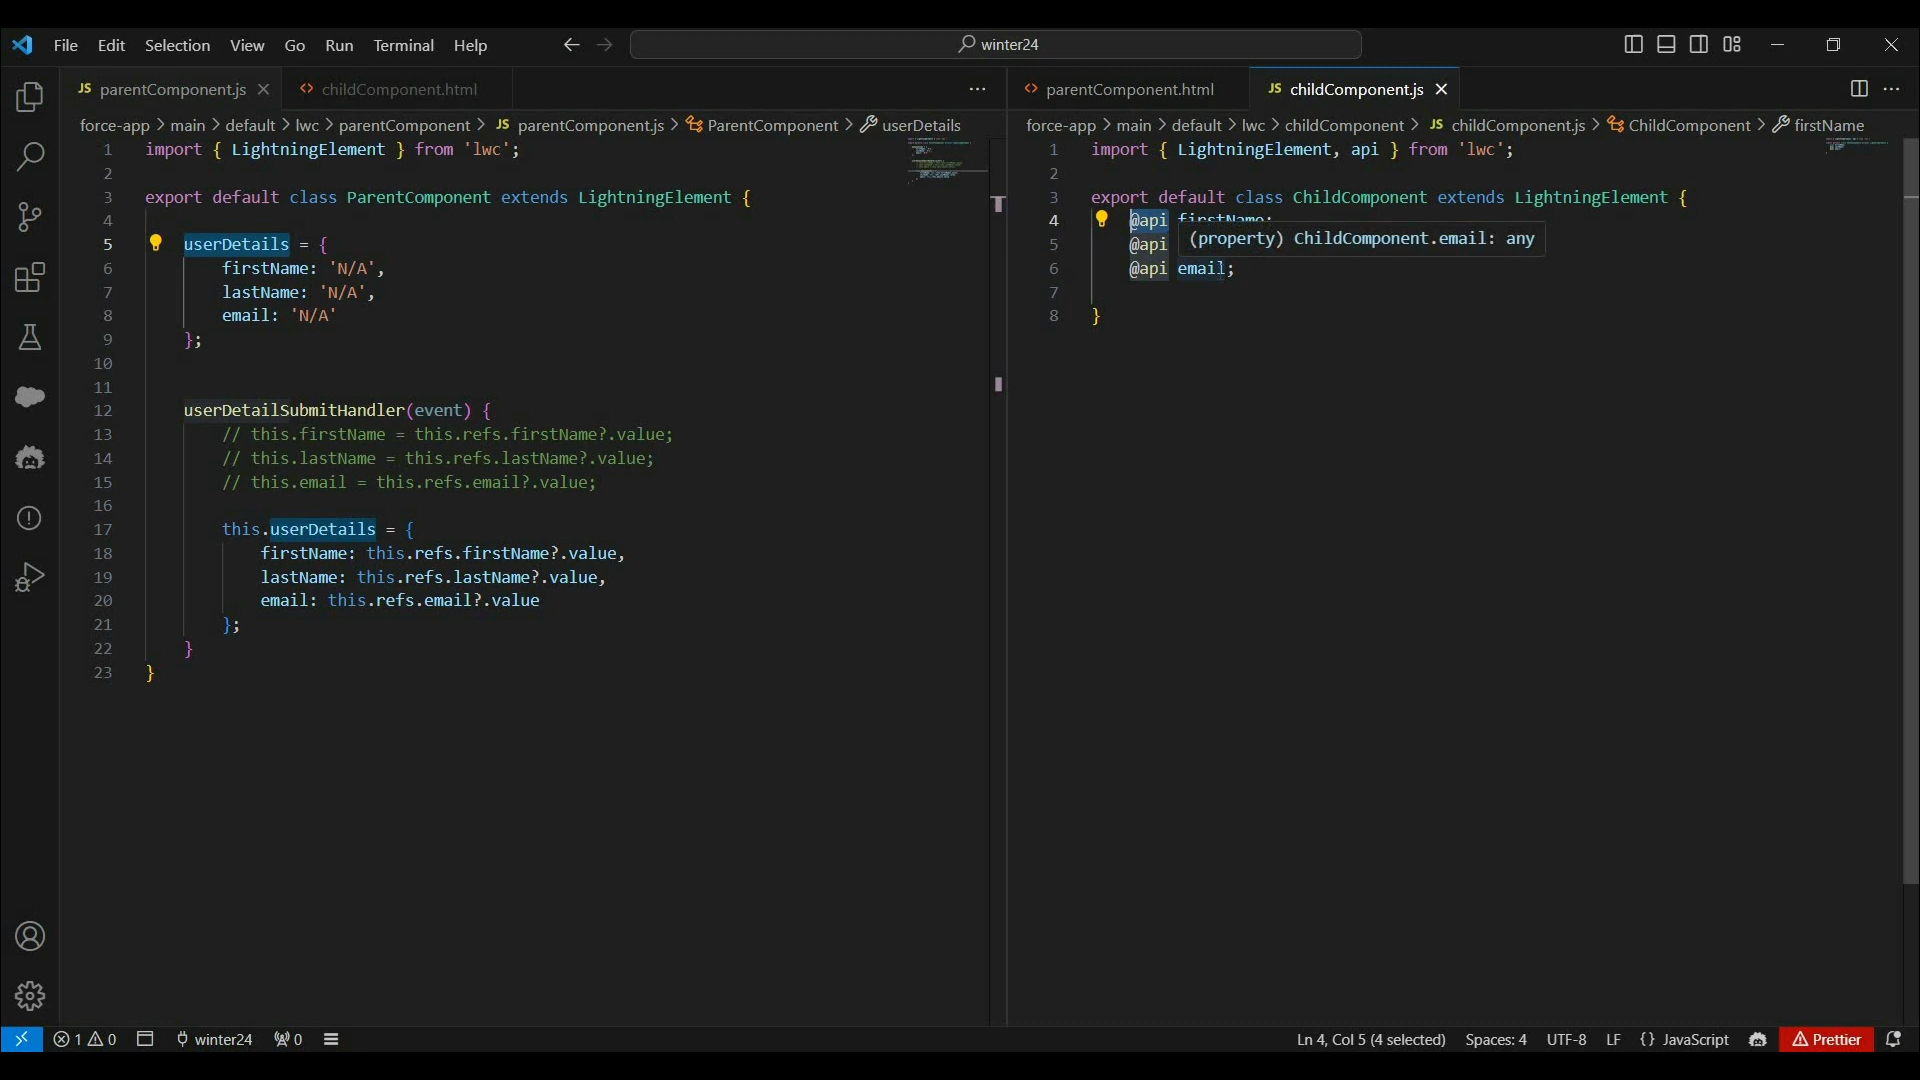 File Edit Selection View Go Run Terminal Help
winter24
JS parentComponent.js
childComponent.html
parentComponent.html
JS childComponent.js
force-app > main > default > lwc > parentComponent > JS parentComponent.js > ParentComponent > userDetails
1 import { LightningElement } from 'lwc';
2
3 export default class ParentComponent extends LightningElement {
4
5 userDetails = {
6 firstName: 'N/A',
7 lastName: 'N/A',
8 email: 'N/A'
9 };
10
11
12 userDetailSubmitHandler(event) {
13 // this.firstName = this.refs.firstName?.value;
14 // this.lastName = this.refs.lastName?.value;
15 // this.email = this.refs.email?.value;
16
17 this.userDetails = {
18 firstName: this.refs.firstName?.value,
19 lastName: this.refs.lastName?.value,
20 email: this.refs.email?.value
21 };
22 }
23 }
force-app > main > default > lwc > childComponent > JS childComponent.js > ChildComponent > firstName
1 import { LightningElement, api } from 'lwc';
2
3 export default class ChildComponent extends LightningElement {
4 @api firstName;
5 @api
(property) ChildComponent.email: any
6 @api email;
7
8 }
1 0 winter24 0
Ln 4, Col 5 (4 selected) Spaces: 4 UTF-8 LF {} JavaScript Prettier